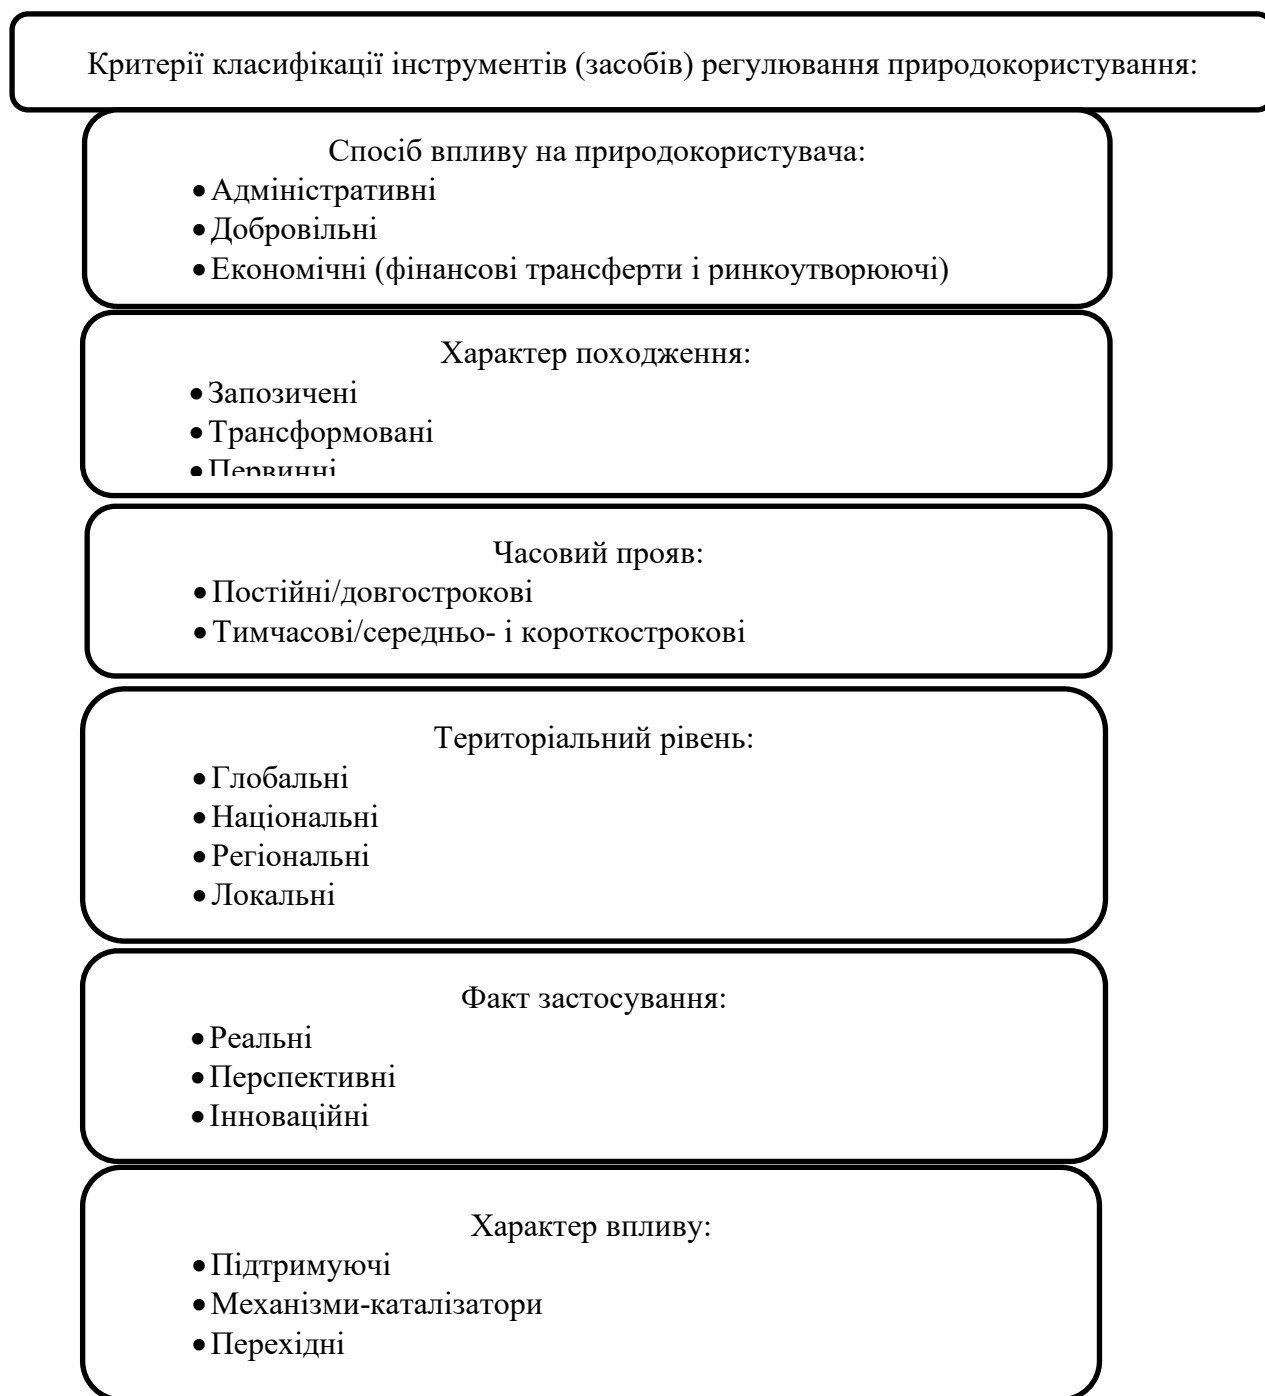 Критерії класифікації інструментів (засобів) регулювання природокористування:
Спосіб впливу на природокористувача:
•Адміністративні
•Добровільні
•Економічні (фінансові трансферти і ринкоутворюючі)
Характер походження:
•Запозичені
•Трансформовані
•Первинні
Часовий прояв:
•Постійні/довгострокові
•Тимчасові/середньо- і короткострокові
Територіальний рівень:
•Глобальні
•Національні
•Регіональні
•Локальні
Факт застосування:
•Реальні
•Перспективні
•Інноваційні
Характер впливу:
•Підтримуючі
•Механізми-каталізатори
•Перехідні